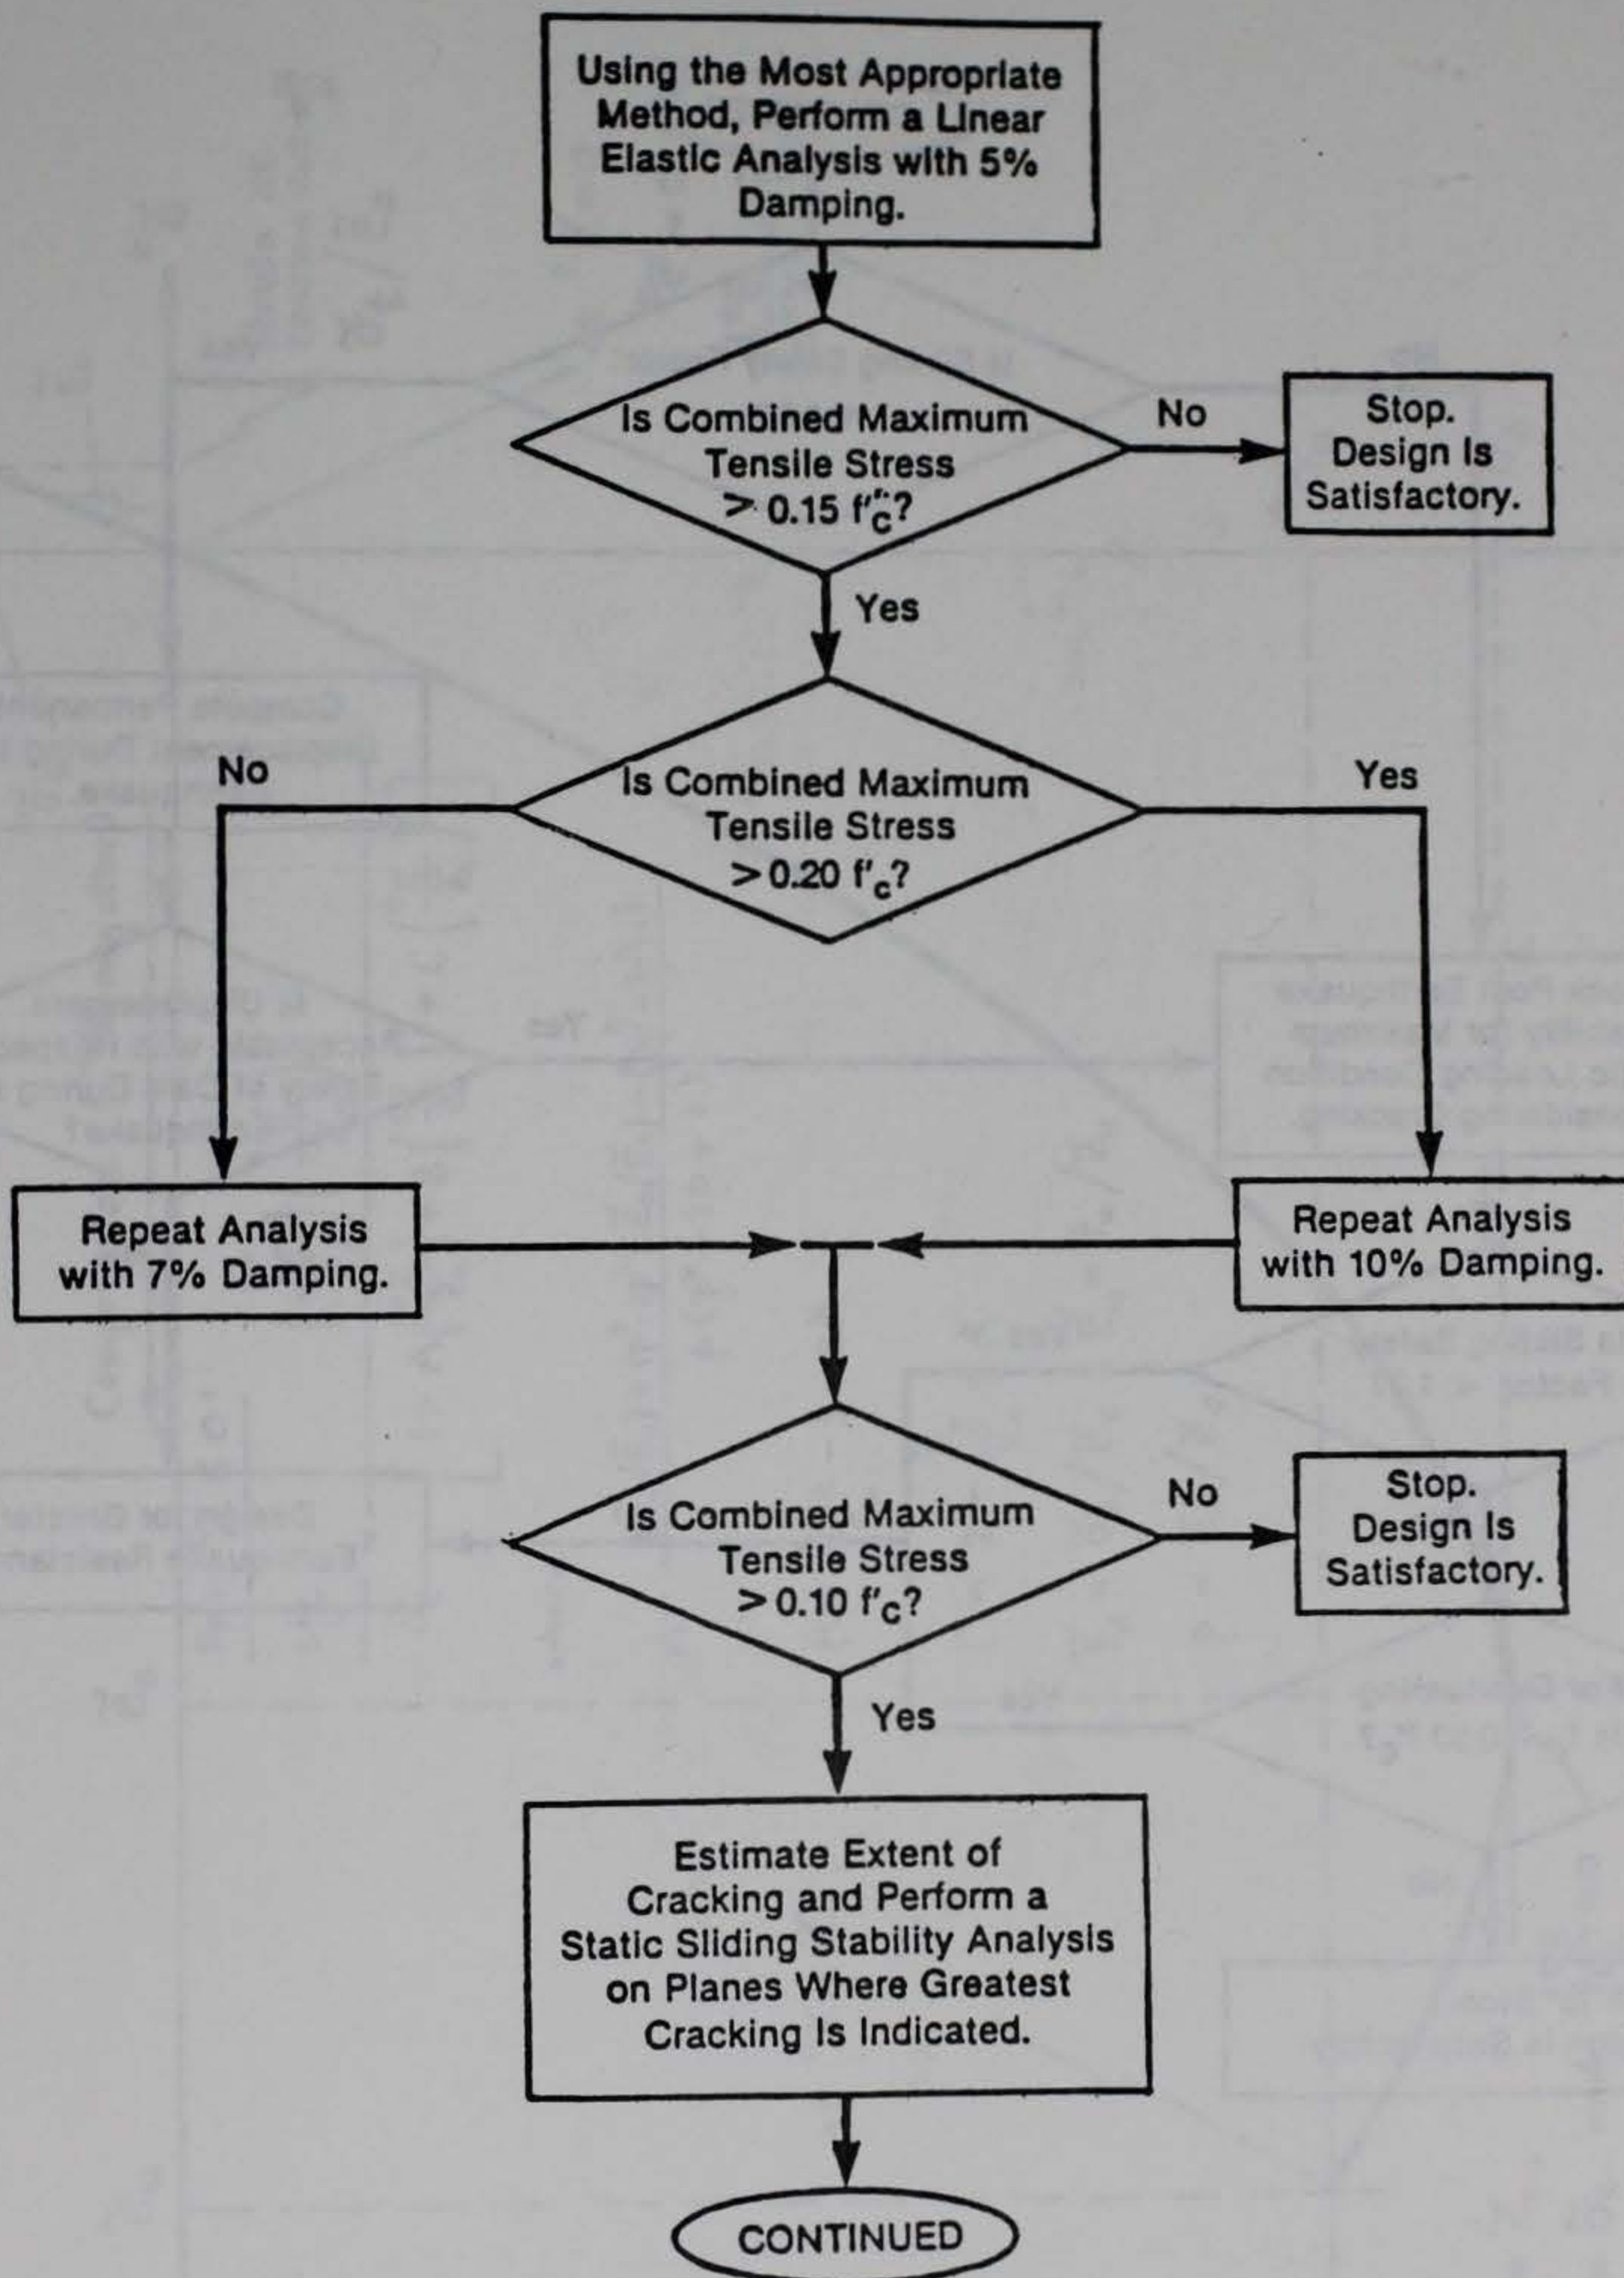 Using the Most Appropriate
Method, Perform a Linear
Elastic Analysis with 5%
Damping.
Is Combined Maximum
Tensile Stress
> 0.15 f'c?
No
Stop.
Design Is
Satisfactory.
Yes
Is Combined Maximum
Tensile Stress
> 0.20 f'c?
No
Yes
Repeat Analysis
with 7% Damping.
Repeat Analysis
with 10% Damping.
Is Combined Maximum
Tensile Stress
> 0.10 f'c?
No
Stop.
Design Is
Satisfactory.
Yes
Estimate Extent of
Cracking and Perform a
Static Sliding Stability Analysis
on Planes Where Greatest
Cracking Is Indicated.
CONTINUED